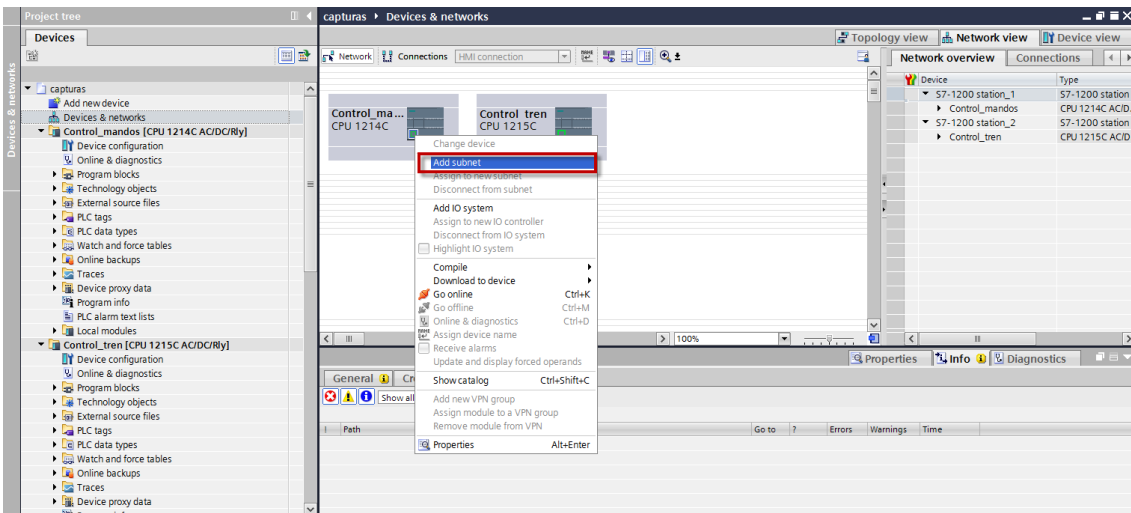 Project tree
Devices
Devices & networks
capturas
Add new device
Devices & networks
Control_mandos [CPU 1214C AC/DC/Rly]
Device configuration
Online & diagnostics
Program blocks
Technology objects
External source files
PLC tags
PLC data types
Watch and force tables
Online backups
Traces
Device proxy data
Program info
PLC alarm text lists
Local modules
Control_tren [CPU 1215C AC/DC/Rly]
Device configuration
Online & diagnostics
Program blocks
Technology objects
External source files
PLC tags
PLC data types
Watch and force tables
Online backups
Traces
Device proxy data
capturas Devices & networks
Topology view Network view Device view
Network Connections HMI connection
Control_ma...
CPU 1214C
Control tren
CPU 1215C
Change device
Add subnet
Assign to new subnet
Disconnect from subnet
Add IO system
Assign to new IO controller
Disconnect from IO system
Highlight IO system
Compile
Download to device
Go online Ctrl+K
Go offline Ctrl+M
Online & diagnostics Ctrl+D
Assign device name
Receive alarms
Update and display forced operands
Show catalog Ctrl+Shift+C
Add new VPN group
Assign module to a VPN group
Remove module from VPN
Properties Alt+Enter
100%
Network overview Connections
Device Type
S7-1200 station_1 S7-1200 station
Control_mandos CPU 1214C AC/D.
S7-1200 station_2 S7-1200 station
Control_tren CPU 1215C AC/D
Properties Info Diagnostics
General
Show all
! Path Go to ? Errors Warnings Time